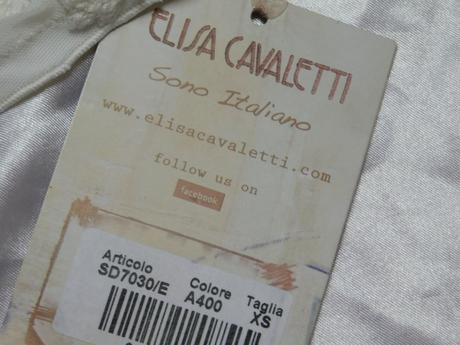 ELISA CAVALETTI
Sono Italiano
www.elisacavaletti.com
follow us on
facebook
Articolo Colore Taglia
SD7030/E A400 XS